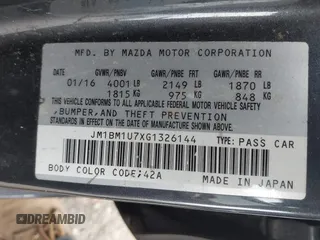 MFD. BY MAZDA MOTOR CORPORATION
GVWR/PNBV GAWR/PNBE FR GAWR/PNBE RR
01/16 4001 LB 2149 LB 1870 LB
1815 KG 975 KG 848 KG
THIS VEHICLE CONFORMS TO ALL APPLICABLE FEDERAL MOTOR VEHICLE SAFETY,
BUMPER, AND THEFT PREVENTION STANDARDS
IN EFFECT ON THE DATE OF MANUFACTURE SHOWN ABOVE.
JM1BM1U7XG1326144 TYPE: PASS CAR
BODY COLOR CODE:42A MADE IN JAPAN
DREAMBID